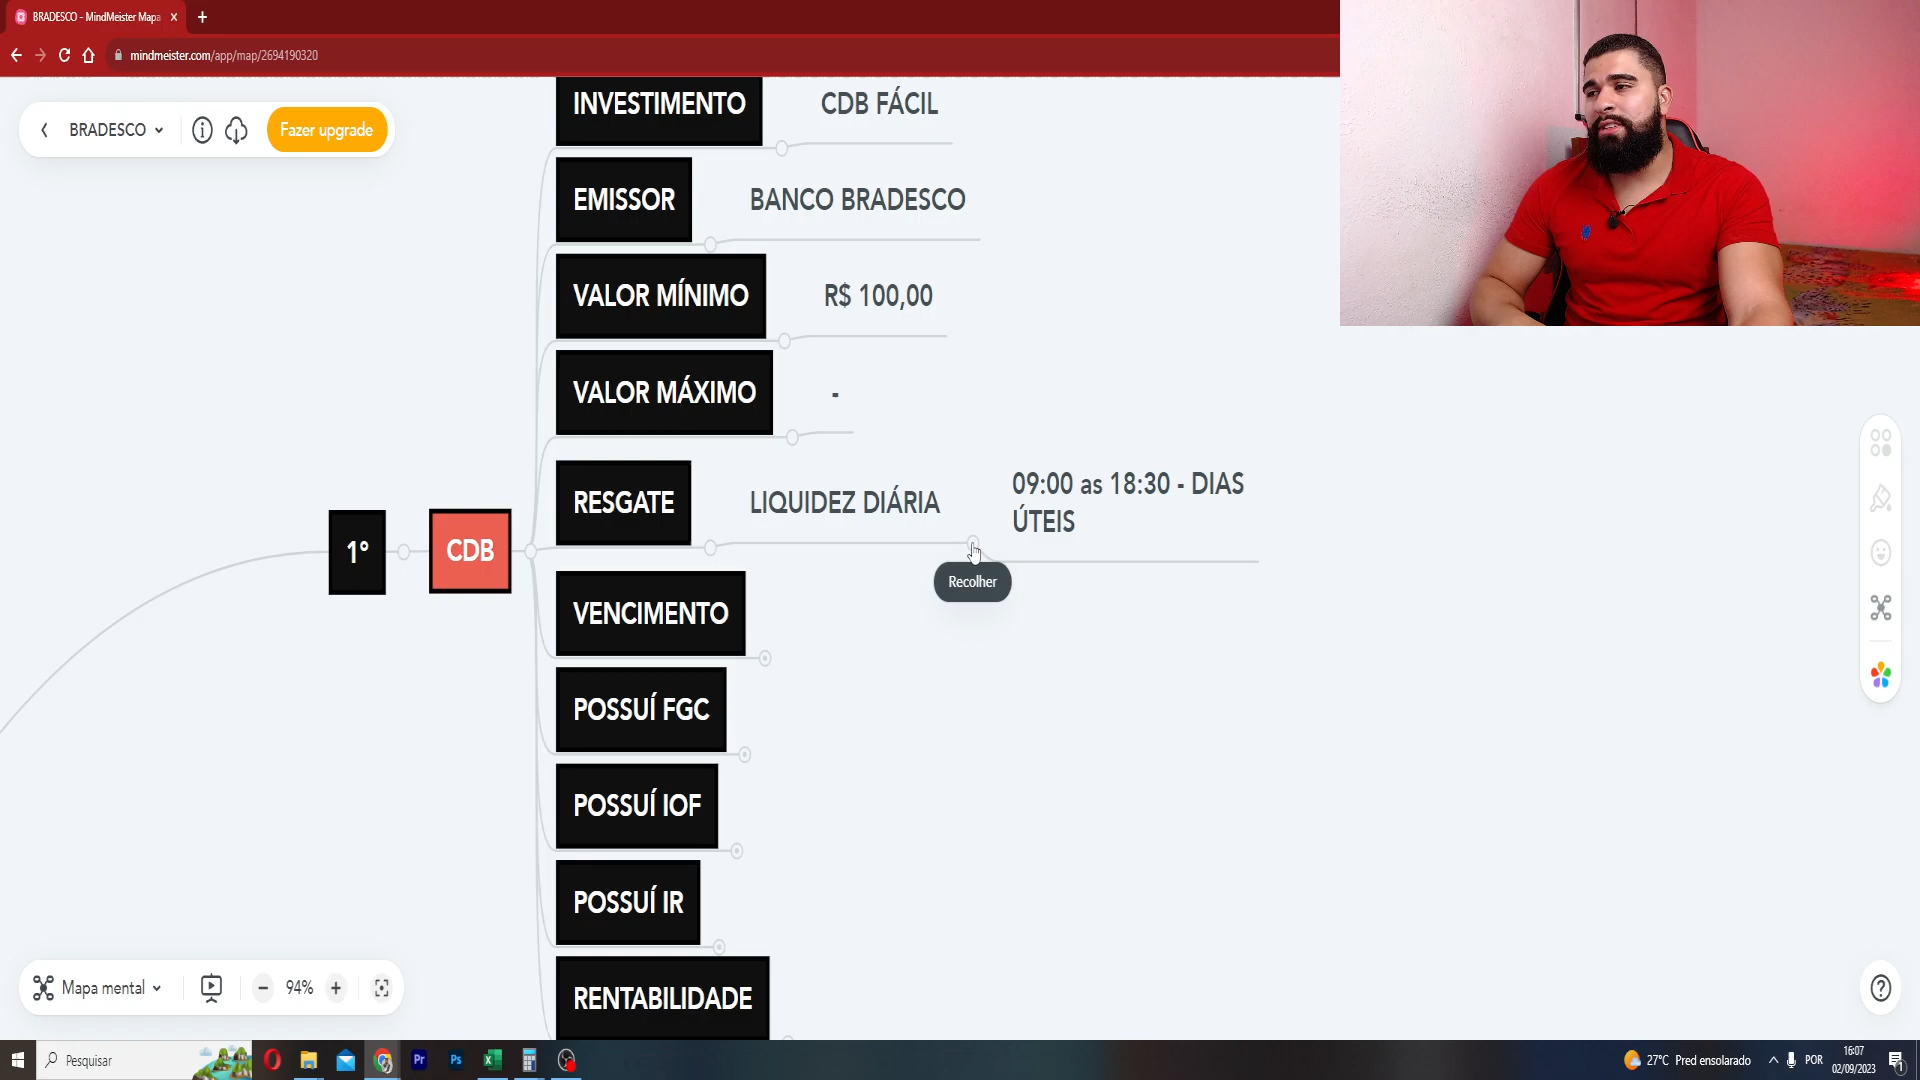 BRADESCO - MindMeister Mapa
mindmeister.com/app/map/2694190320
BRADESCO
Fazer upgrade
INVESTIMENTO
CDB FÁCIL
EMISSOR
BANCO BRADESCO
VALOR MÍNIMO
R$ 100,00
VALOR MÁXIMO
-
RESGATE
LIQUIDEZ DIÁRIA
09:00 as 18:30 - DIAS
ÚTEIS
Recolher
1°
CDB
VENCIMENTO
POSSUÍ FGC
POSSUÍ IOF
POSSUÍ IR
RENTABILIDADE
Mapa mental
94%
Pesquisar
Pr
Ps
27°C Pred ensolarado
POR
16:07
02/09/2023
1